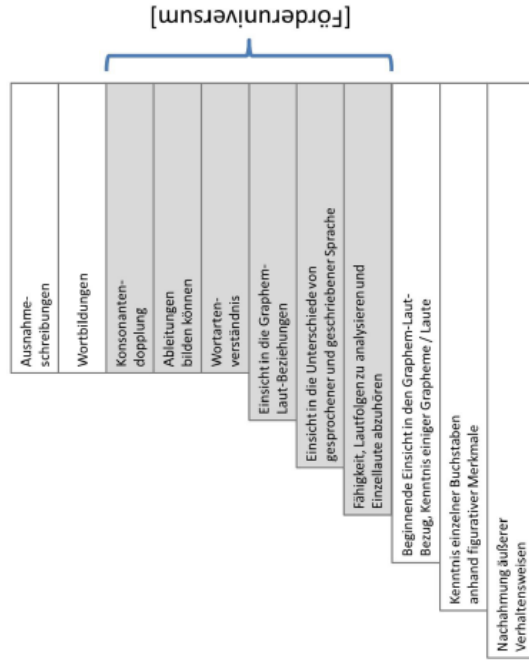 Ausnahme-
schreibungen
Wortbildungen
Konsonanten-
dopplung
Ableitungen
bilden können
Wortarten-
verständnis
Einsicht in die Graphem-
Laut-Beziehungen
Einsicht in die Unterschiede von
gesprochener und geschriebener Sprache
Fähigkeit, Lautfolgen zu analysieren und
Einzellaute abzuhören
Beginnende Einsicht in den Graphem-Laut-
Bezug, Kenntnis einiger Grapheme / Laute
Kenntnis einzelner Buchstaben
anhand figurativer Merkmale
Nachahmung äußerer
Verhaltensweisen
[Förderuniversum]